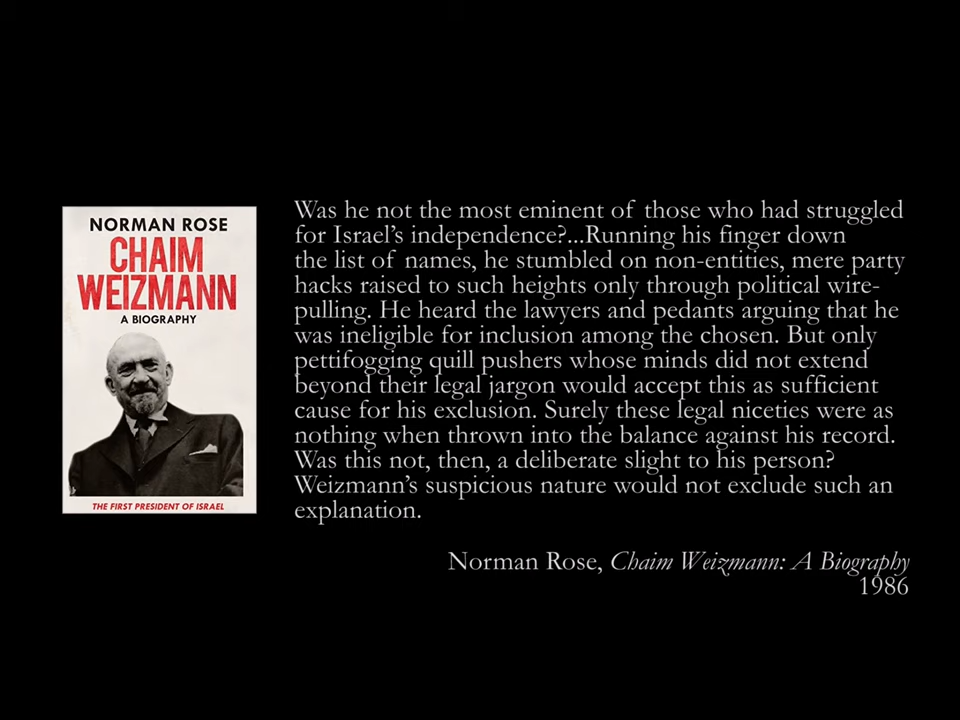 NORMAN ROSE
CHAIM
WEIZMANN
A BIOGRAPHY
THE FIRST PRESIDENT OF ISRAEL
Was he not the most eminent of those who had struggled
for Israel's independence?...Running his finger down
the list of names, he stumbled on non-entities, mere party
hacks raised to such heights only through political wire-
pulling. He heard the lawyers and pedants arguing that he
was ineligible for inclusion among the chosen. But only
pettifogging quill pushers whose minds did not extend
beyond their legal jargon would accept this as sufficient
cause for his exclusion. Surely these legal niceties were as
nothing when thrown into the balance against his record.
Was this not, then, a deliberate slight to his person?
Weizmann's suspicious nature would not exclude such an
explanation.
Norman Rose, Chaim Weizmann: A Biography
1986